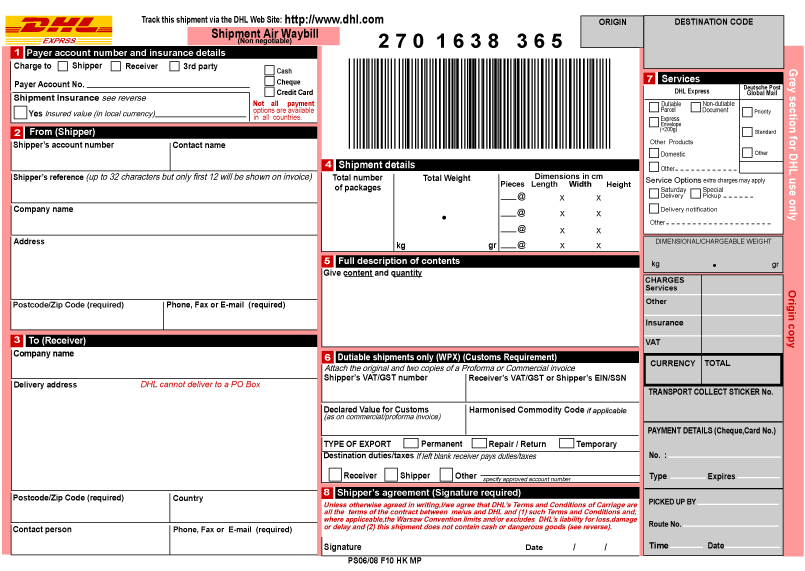 Track this shipment via the DHL Web Site: http://www.dhl.com
DHL
EXPRESS
Shipment Air Waybill
(Non negotiable)
270 1638 365
ORIGIN
DESTINATION CODE
1 Payer account number and insurance details
Charge to Shipper Receiver 3rd party
Payer Account No.
Cash
Cheque
Credit Card
Shipment Insurance see reverse
Yes Insured value (in local currency)
Not all payment
options are available
in all countries.
2 From (Shipper)
Shipper's account number
Contact name
Shipper's reference (up to 32 characters but only first 12 will be shown on invoice)
Company name
Address
Postcode/Zip Code (required)
Phone, Fax or E-mail (required)
3 To (Receiver)
Company name
Delivery address
DHL cannot deliver to a PO Box
Postcode/Zip Code (required)
Country
Contact person
Phone, Fax or E-mail (required)
4 Shipment details
Total number
of packages
Total Weight
kg . gr
Dimensions in cm
Pieces Length Width Height
@ x x
@ x x
@ x x
@ x x
5 Full description of contents
Give content and quantity
6 Dutiable shipments only (WPX) (Customs Requirement)
Attach the original and two copies of a Proforma or Commercial invoice
Shipper's VAT/GST number
Receiver's VAT/GST or Shipper's EIN/SSN
Declared Value for Customs
(as on commercial/proforma invoice)
Harmonised Commodity Code if applicable
TYPE OF EXPORT Permanent Repair / Return Temporary
Destination duties/taxes If left blank receiver pays duties/taxes
Receiver Shipper Other
specify approved account number
8 Shipper's agreement (Signature required)
Unless otherwise agreed in writing,I/we agree that DHL's Terms and Conditions of Carriage are
all the terms of the contract between me/us and DHL and (1) such Terms and Conditions and,
where applicable,the Warsaw Convention limits and/or excludes DHL's liability for loss,damage
or delay and (2) this shipment does not contain cash or dangerous goods (see reverse).
Signature Date / /
PS06/08 F10 HK MP
7 Services
DHL Express
Deutsche Post
Global Mail
Dutiable
Parcel
Non-dutiable
Document
Express
Envelope
(<200g)
Priority
Standard
Other
Other Products
Domestic
Other
Service Options extra charges may apply
Saturday
Delivery
Special
Pickup
Delivery notification
Other
DIMENSIONAL/CHARGEABLE WEIGHT
kg . gr
CHARGES
Services
Other
Insurance
VAT
CURRENCY TOTAL
TRANSPORT COLLECT STICKER No.
PAYMENT DETAILS (Cheque,Card No.)
No. :
Type Expires
PICKED UP BY
Route No.
Time Date
Grey section for DHL use only
Origin copy